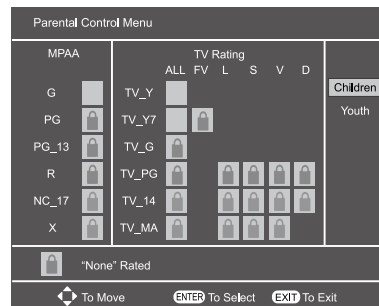 Parental Control Menu
MPAA
TV Rating
ALL FV L S V D
G TV_Y
PG TV_Y7
PG_13 TV_G
R TV_PG
NC_17 TV_14
X TV_MA
Children
Youth
“None” Rated
To Move ENTER To Select EXIT To Exit